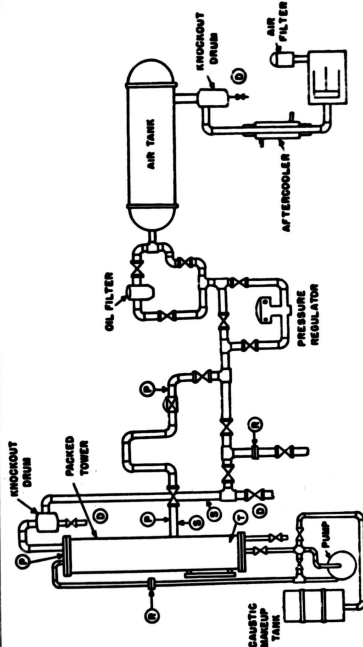 KNOCKOUT
DRUM
P
PACKED
TOWER
D
R
P
S
T
B
D
P
R
CAUSTIC
MAKEUP
TANK
PUMP
OIL FILTER
PRESSURE
REGULATOR
AIR TANK
KNOCKOUT
DRUM
D
AFTERCOOLER
AIR
FILTER